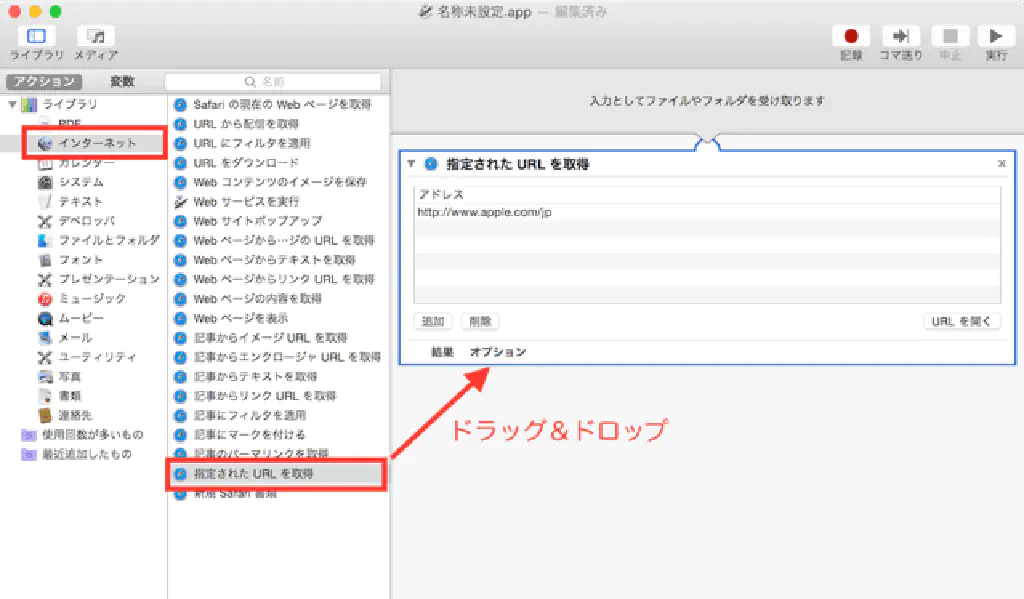 名称未設定.app — 編集済み
ライブラリ メディア
記録 コマ送り 中止 実行
アクション 変数
名前
ライブラリ
PDF
インターネット
カレンダー
システム
テキスト
デベロッパ
ファイルとフォルダ
フォント
プレゼンテーション
ミュージック
ムービー
メール
ユーティリティ
写真
書類
連絡先
使用回数が多いもの
最近追加したもの
Safari の現在の Web ページを取得
URL から配信を取得
URL にフィルタを適用
URL をダウンロード
Web コンテンツのイメージを保存
Web サービスを実行
Web サイトポップアップ
Web ページから…ジの URL を取得
Web ページからテキストを取得
Web ページからリンク URL を取得
Web ページの内容を取得
Web ページを表示
記事からイメージ URL を取得
記事からエンクロージャ URL を取得
記事からテキストを取得
記事からリンク URL を取得
記事にフィルタを適用
記事にマークを付ける
記事のパーマリンクを取得
指定された URL を取得
新規 Safari 書類
入力としてファイルやフォルダを受け取ります
指定された URL を取得
アドレス
http://www.apple.com/jp
追加 削除 URL を開く
結果 オプション
ドラッグ＆ドロップ